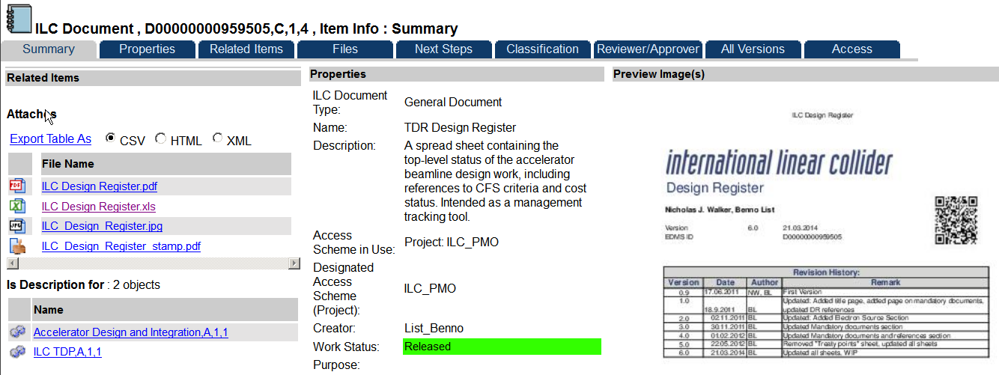 ILC Document , D00000000959505,C,1,4 , Item Info : Summary
Summary
Properties
Related Items
Files
Next Steps
Classification
Reviewer/Approver
All Versions
Access
Related Items
Attaches
Export Table As CSV HTML XML
File Name
PDF ILC Design Register.pdf
ILC Design Register.xls
JPG ILC_Design_Register.jpg
ILC_Design_Register_stamp.pdf
Is Description for : 2 objects
Name
Accelerator Design and Integration,A,1,1
ILC TDP,A,1,1
Properties
ILC Document
Type:
General Document
Name: TDR Design Register
Description: A spread sheet containing the
top-level status of the accelerator
beamline design work, including
references to CFS criteria and cost
status. Intended as a management
tracking tool.
Access
Scheme in Use:
Project: ILC_PMO
Designated
Access
Scheme
(Project):
ILC_PMO
Creator: List_Benno
Work Status: Released
Purpose:
Preview Image(s)
ILC Design Register
international linear collider
Design Register
Nicholas J. Walker, Benno List
Version 6.0 21.03.2014
EDMS ID D00000000959505
Revision History:
Version Date Author Remark
0.9 17.06.2011 NW, BL First Version
1.0 18.9.2011 BL Updated: Added title page, added page on mandatory documents,
updated DR references
2.0 02.11.2011 BL Updated: Added Electron Source Section
3.0 30.11.2011 BL Updated Mandatory documents section
4.0 01.02.2012 BL Updated Mandatory documents and references section
5.0 22.05.2012 BL Removed "Treaty points" sheet, updated all sheets
6.0 21.03.2014 BL Updated all sheets, WIP